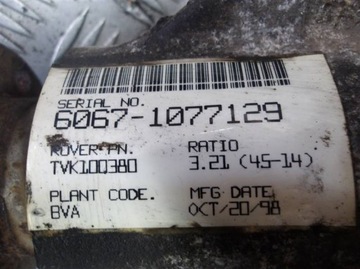 SERIAL NO.
6067-1077129
ROVER PN. RATIO
TVK100380 3.21 (45-14)
PLANT CODE. MFG DATE.
BVA OCT/20/98